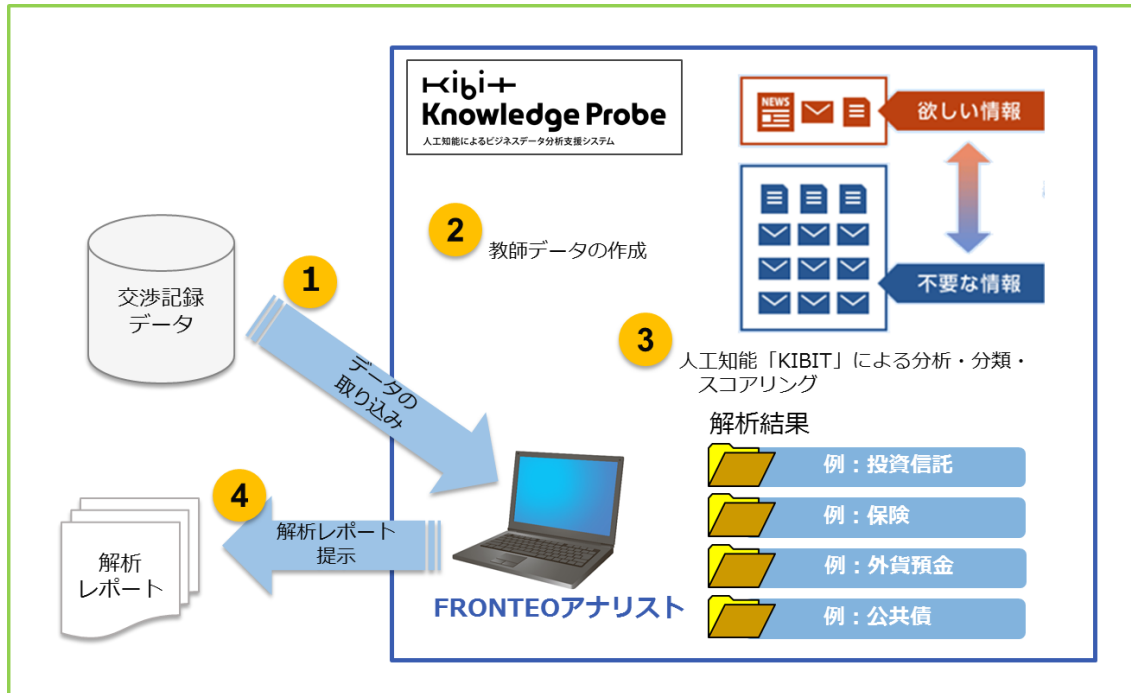 Kibit
Knowledge Probe
人工知能によるビジネスデータ分析支援システム
NEWS
欲しい情報
不要な情報
交渉記録
データ
1
データの
取り込み
2
教師データの作成
3
人工知能「KIBIT」による分析・分類・
スコアリング
解析結果
例：投資信託
例：保険
例：外貨預金
例：公共債
FRONTEOアナリスト
4
解析レポート
提示
解析
レポート